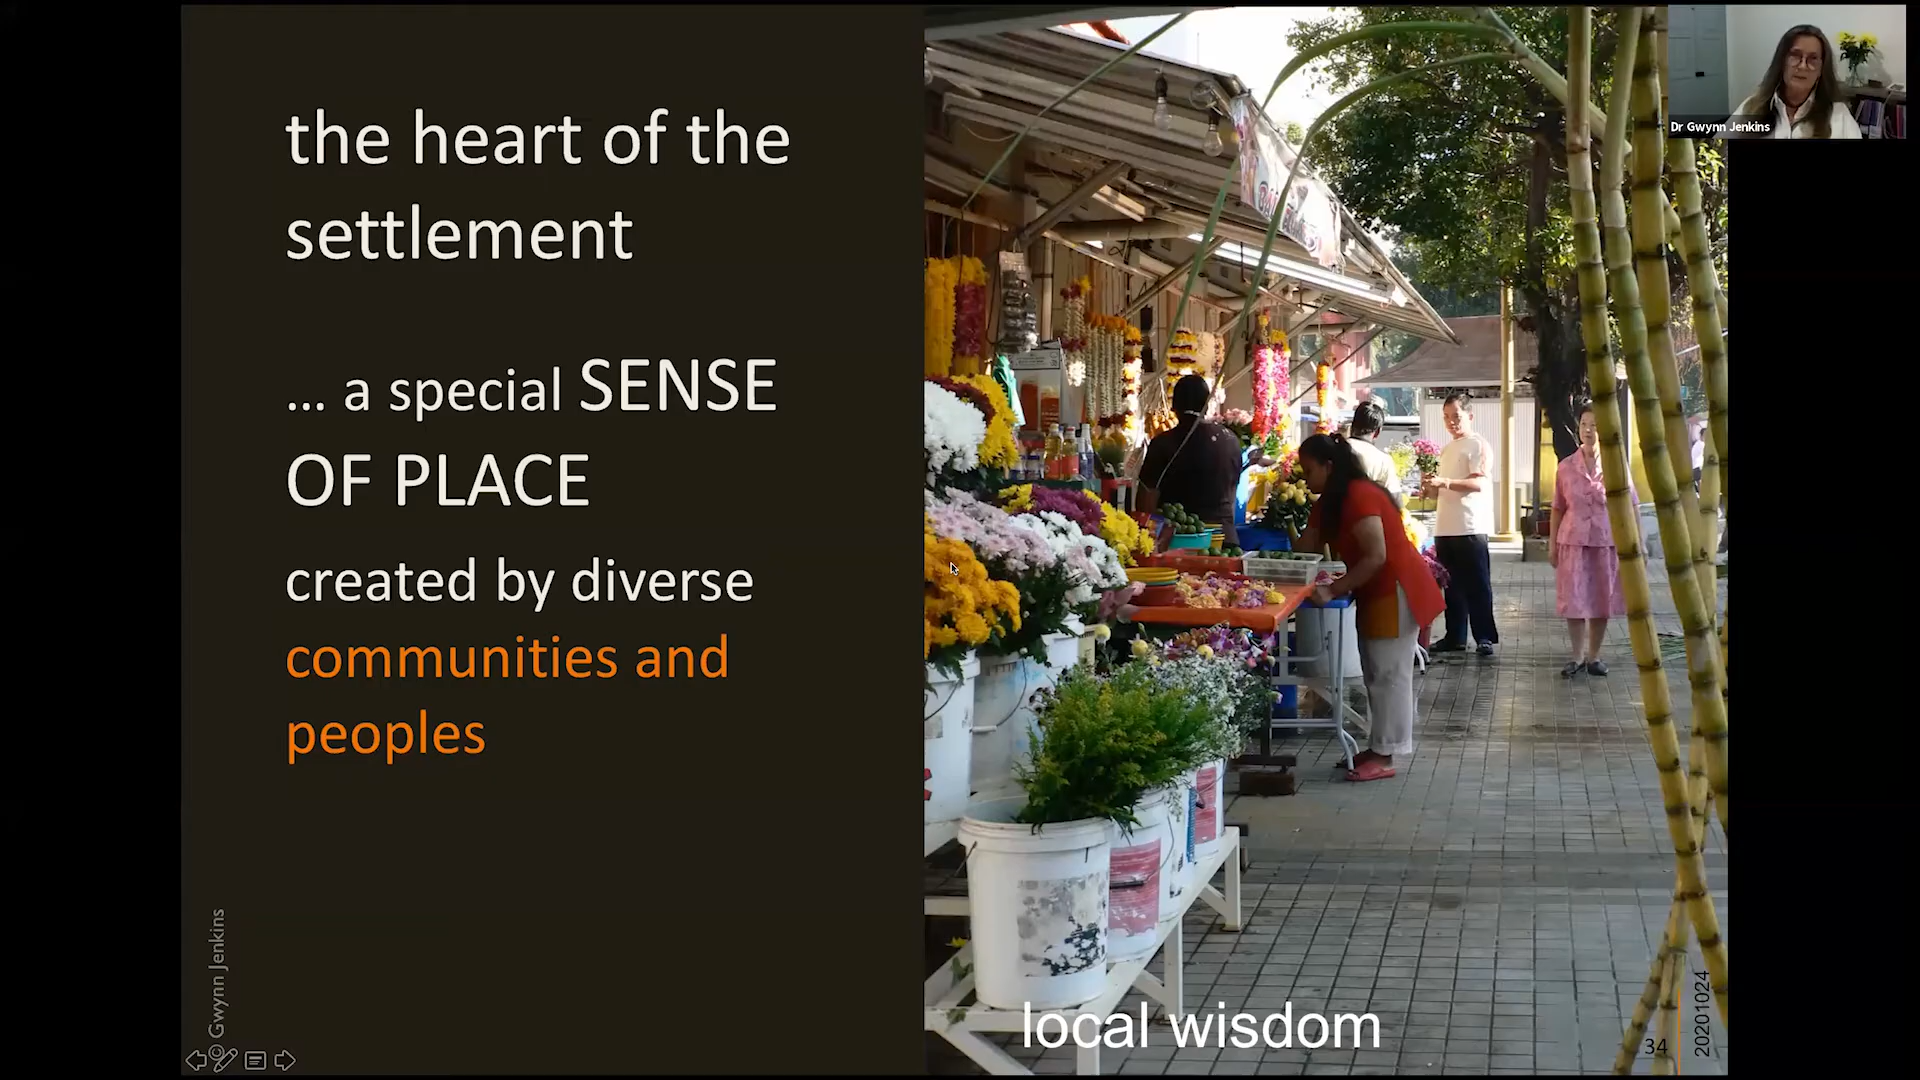 the heart of the
settlement
... a special SENSE
OF PLACE
created by diverse
communities and
peoples
© Gwynn Jenkins
local wisdom
34
20201024
Dr Gwynn Jenkins